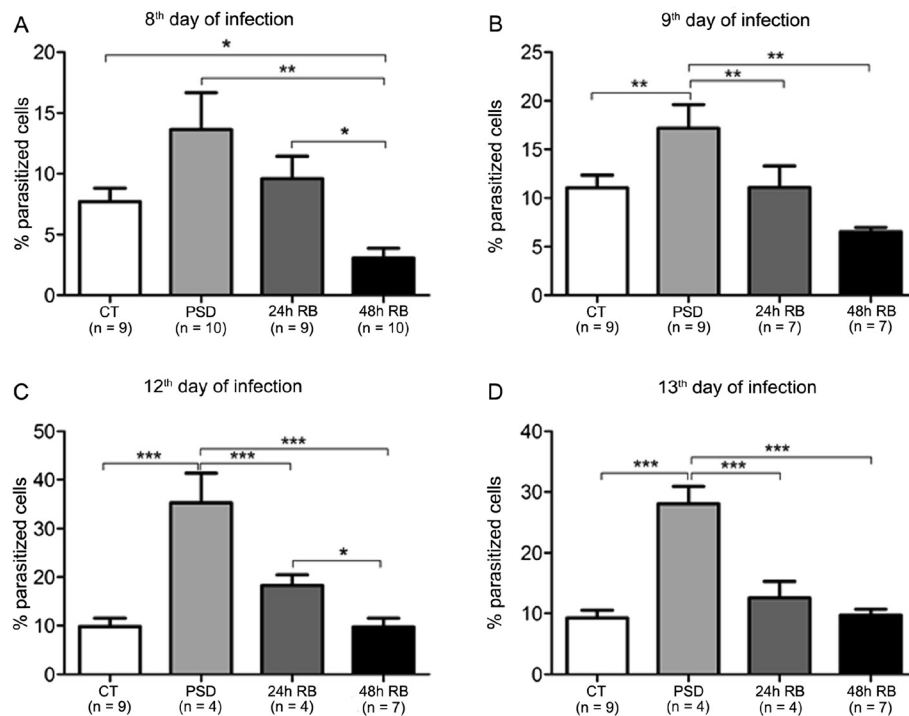 A
8th day of infection
% parasitized cells
20
15
10
5
0
*
**
*
CT PSD 24h RB 48h RB
(n = 9) (n = 10) (n = 9) (n = 10)
B
9th day of infection
% parasitized cells
25
20
15
10
5
0
**
**
**
CT PSD 24h RB 48h RB
(n = 9) (n = 9) (n = 7) (n = 7)
C
12th day of infection
% parasitized cells
50
40
30
20
10
0
***
*** ***
*
CT PSD 24h RB 48h RB
(n = 9) (n = 4) (n = 4) (n = 7)
D
13th day of infection
% parasitized cells
40
30
20
10
0
***
*** ***
CT PSD 24h RB 48h RB
(n = 9) (n = 4) (n = 4) (n = 7)